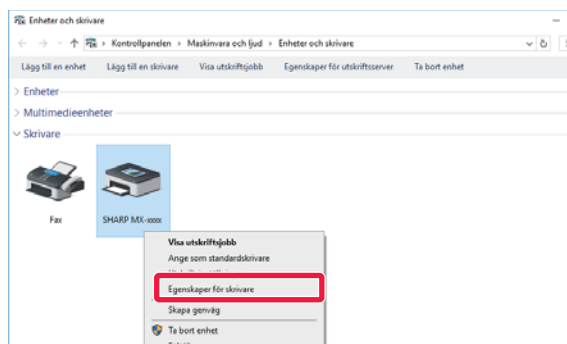 Enheter och skrivare
Kontrollpanelen > Maskinvara och ljud > Enheter och skrivare
Lägg till en enhet Lägg till en skrivare Visa utskriftsjobb Egenskaper för utskriftsserver Ta bort enhet
Enheter
Multimedieenheter
Skrivare
Fax SHARP MX-xxxx
Visa utskriftsjobb
Ange som standardskrivare
Egenskaper för skrivare
Skapa genväg
Ta bort enhet